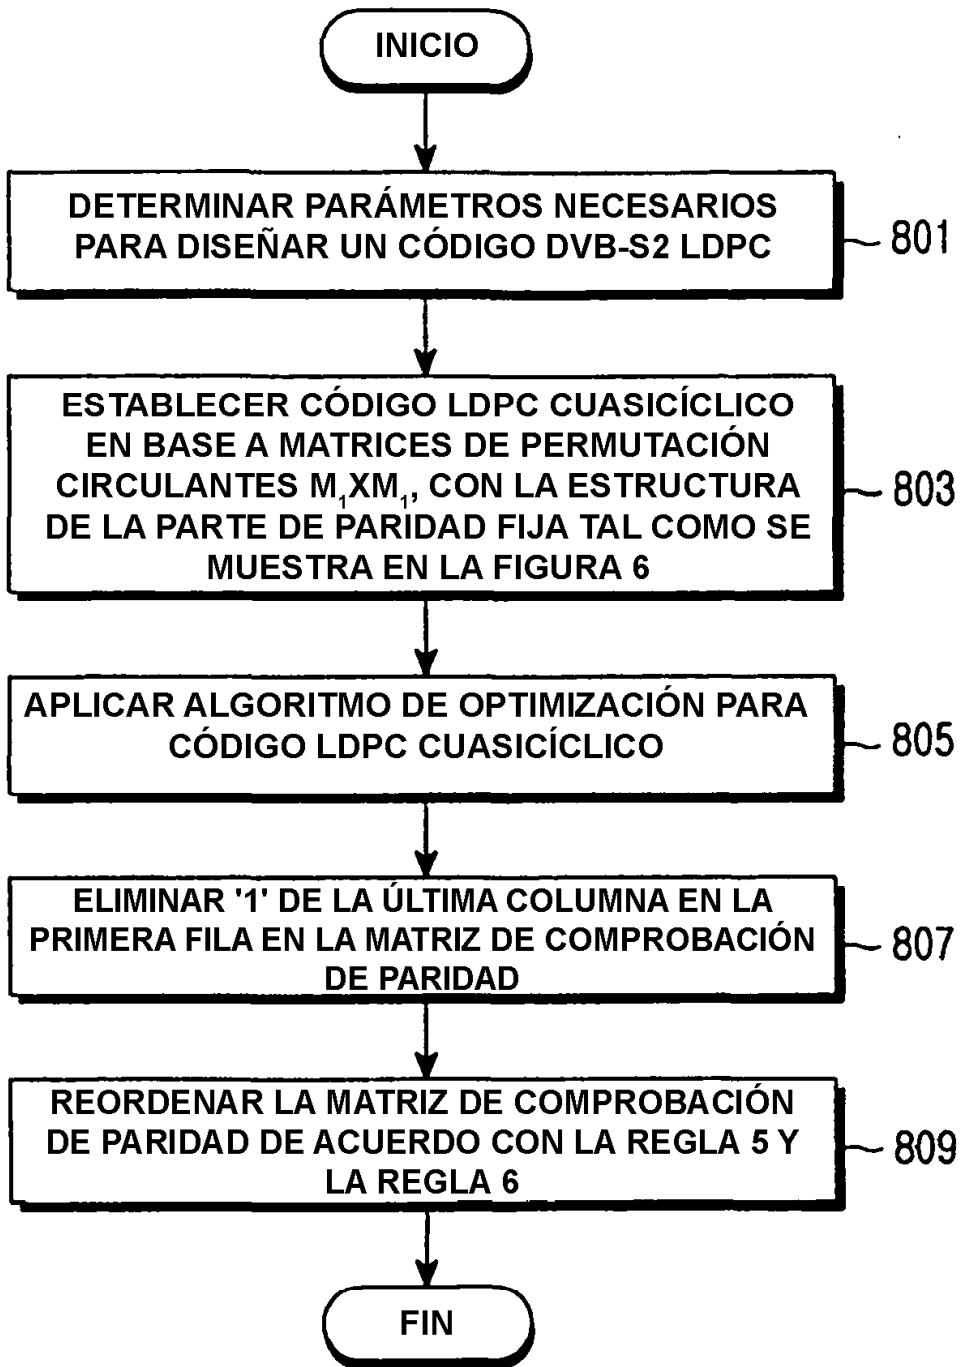 INICIO
DETERMINAR PARÁMETROS NECESARIOS
PARA DISEÑAR UN CÓDIGO DVB-S2 LDPC
801
ESTABLECER CÓDIGO LDPC CUASICÍCLICO
EN BASE A MATRICES DE PERMUTACIÓN
CIRCULANTES M₁XM₁, CON LA ESTRUCTURA
DE LA PARTE DE PARIDAD FIJA TAL COMO SE
MUESTRA EN LA FIGURA 6
803
APLICAR ALGORITMO DE OPTIMIZACIÓN PARA
CÓDIGO LDPC CUASICÍCLICO
805
ELIMINAR '1' DE LA ÚLTIMA COLUMNA EN LA
PRIMERA FILA EN LA MATRIZ DE COMPROBACIÓN
DE PARIDAD
807
REORDENAR LA MATRIZ DE COMPROBACIÓN
DE PARIDAD DE ACUERDO CON LA REGLA 5 Y
LA REGLA 6
809
FIN